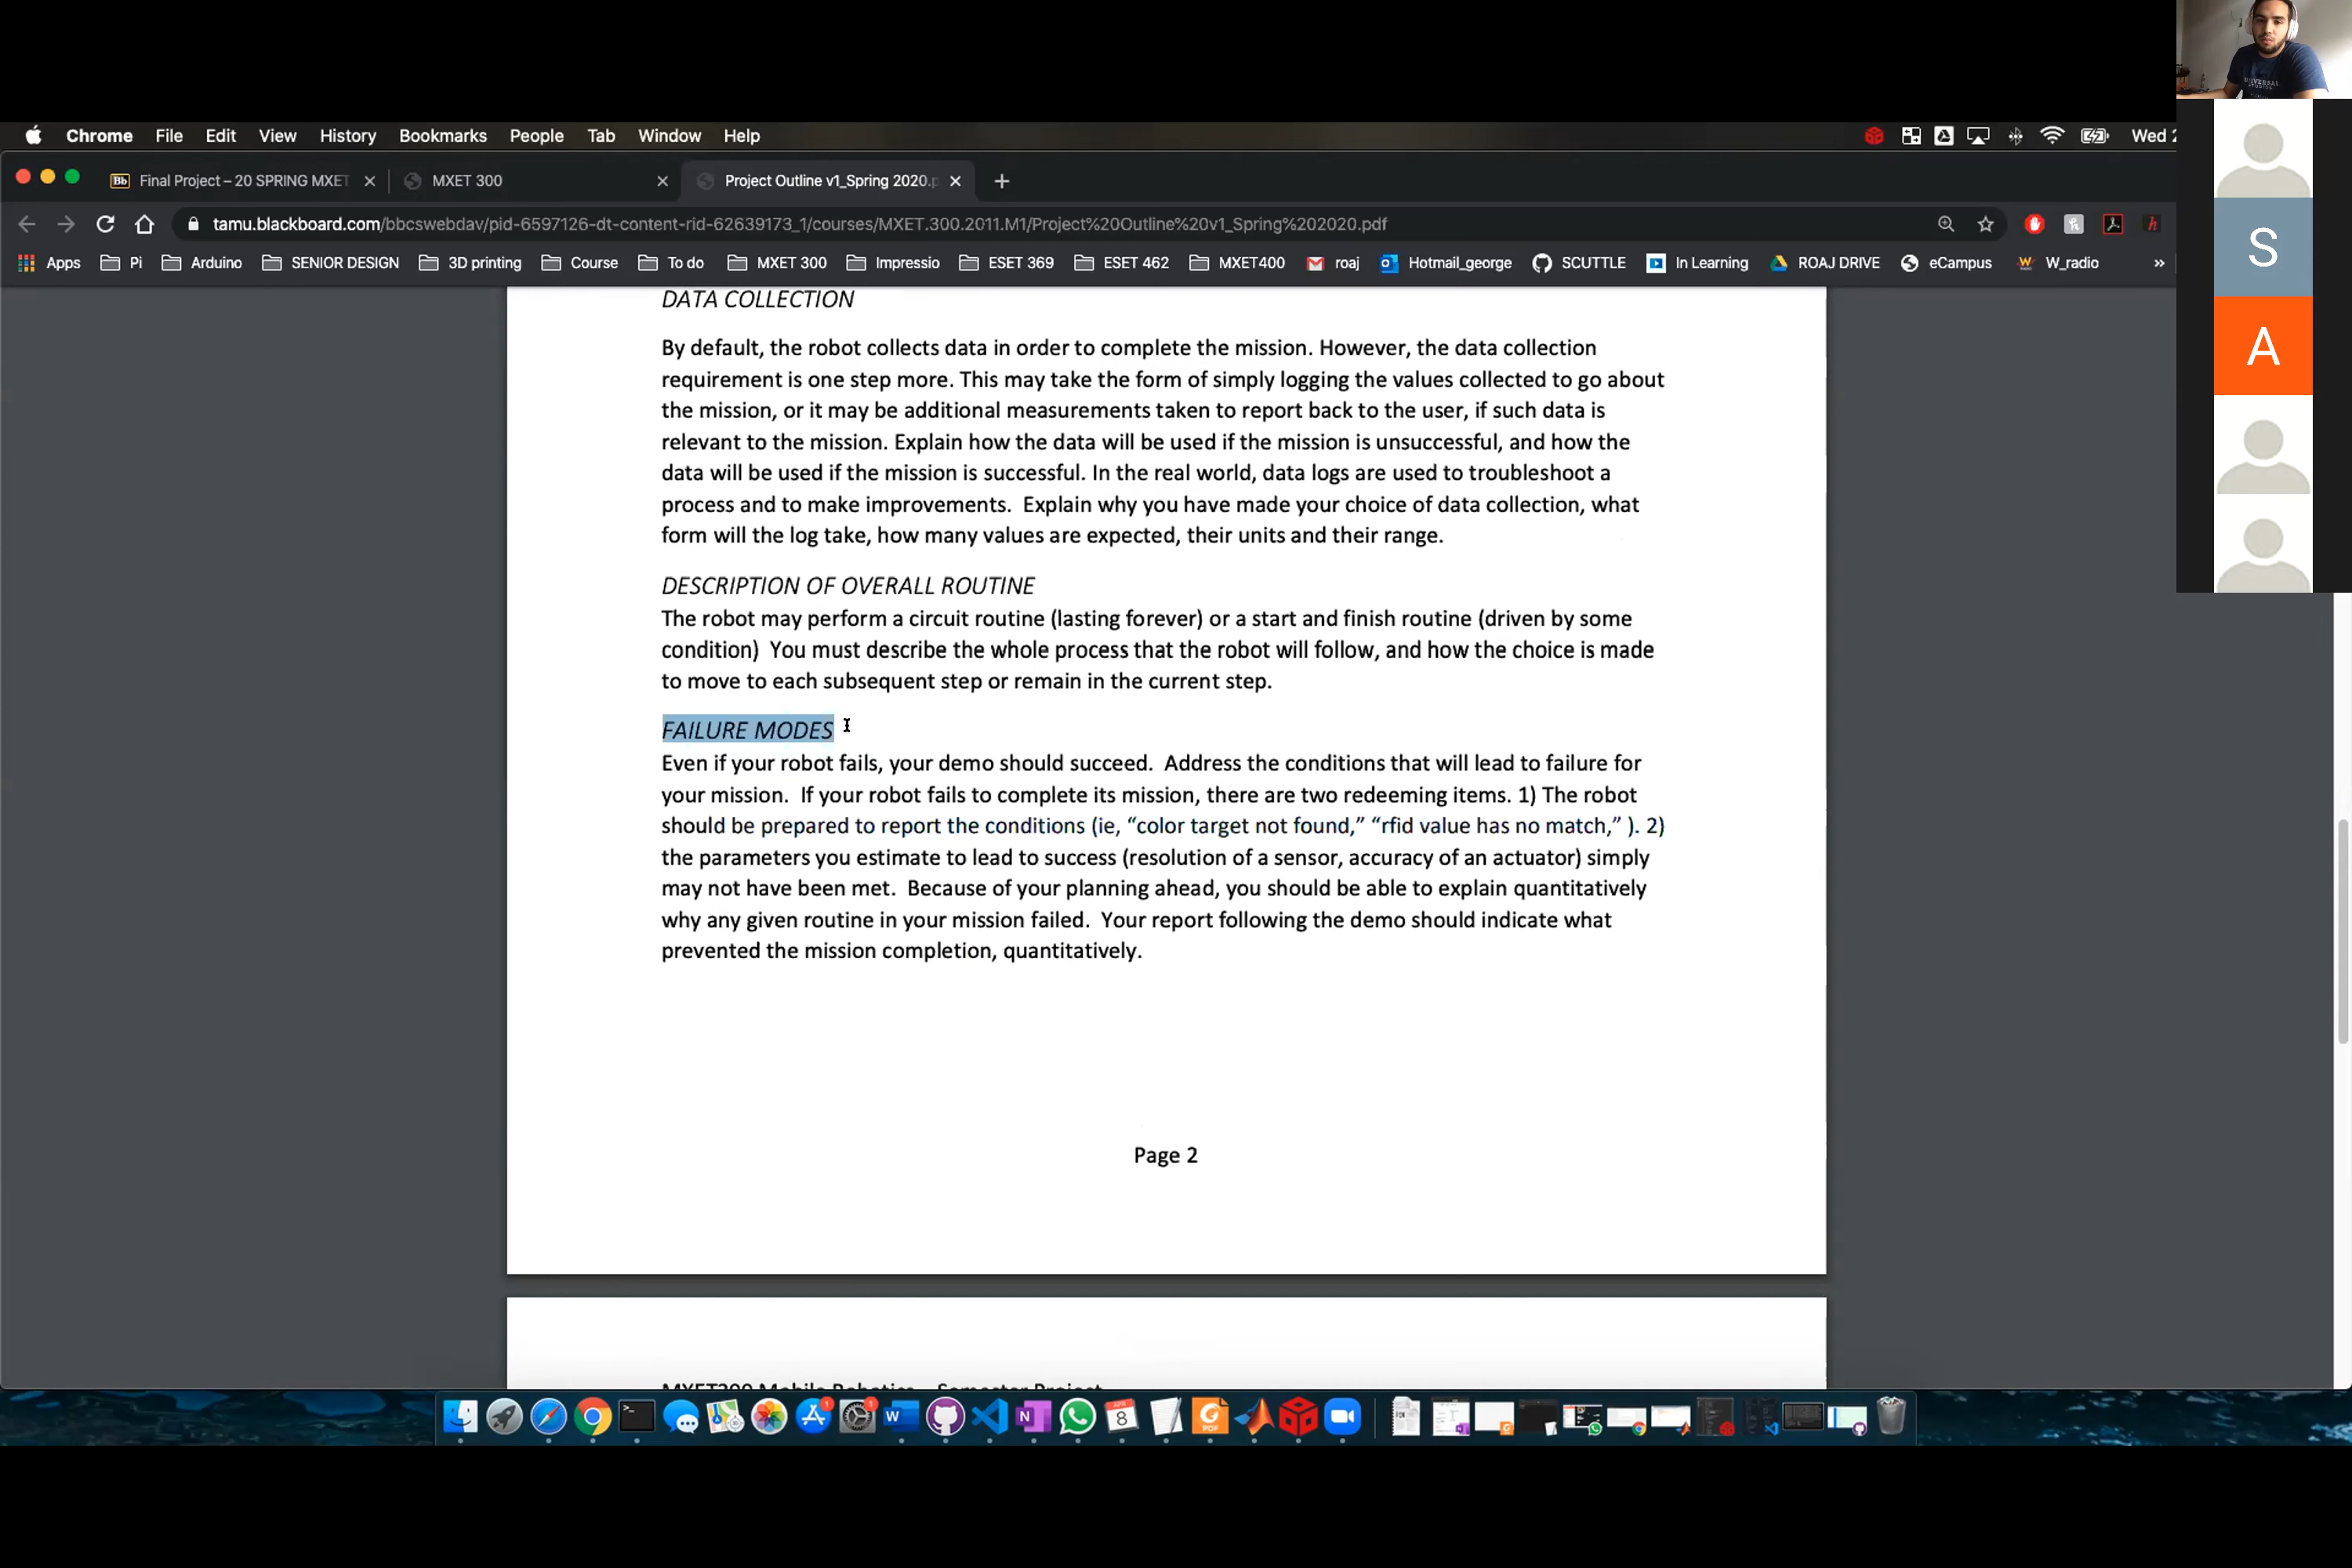 Chrome File Edit View History Bookmarks People Tab Window Help
Wed 2
Bb Final Project – 20 SPRING MXET
MXET 300
Project Outline v1_Spring 2020.p
tamu.blackboard.com/bbcswebdav/pid-6597126-dt-content-rid-62639173_1/courses/MXET.300.2011.M1/Project%20Outline%20v1_Spring%202020.pdf
Apps Pi Arduino SENIOR DESIGN 3D printing Course To do MXET 300 Impressio ESET 369 ESET 462 MXET400 roaj Hotmail_george SCUTTLE In Learning ROAJ DRIVE eCampus W_radio »
S
A
DATA COLLECTION
By default, the robot collects data in order to complete the mission. However, the data collection
requirement is one step more. This may take the form of simply logging the values collected to go about
the mission, or it may be additional measurements taken to report back to the user, if such data is
relevant to the mission. Explain how the data will be used if the mission is unsuccessful, and how the
data will be used if the mission is successful. In the real world, data logs are used to troubleshoot a
process and to make improvements.  Explain why you have made your choice of data collection, what
form will the log take, how many values are expected, their units and their range.
DESCRIPTION OF OVERALL ROUTINE
The robot may perform a circuit routine (lasting forever) or a start and finish routine (driven by some
condition)  You must describe the whole process that the robot will follow, and how the choice is made
to move to each subsequent step or remain in the current step.
FAILURE MODES
Even if your robot fails, your demo should succeed.  Address the conditions that will lead to failure for
your mission.  If your robot fails to complete its mission, there are two redeeming items. 1) The robot
should be prepared to report the conditions (ie, “color target not found,” “rfid value has no match,” ). 2)
the parameters you estimate to lead to success (resolution of a sensor, accuracy of an actuator) simply
may not have been met.  Because of your planning ahead, you should be able to explain quantitatively
why any given routine in your mission failed.  Your report following the demo should indicate what
prevented the mission completion, quantitatively.
Page 2
MXET300 Mobile Robotics – Semester Project